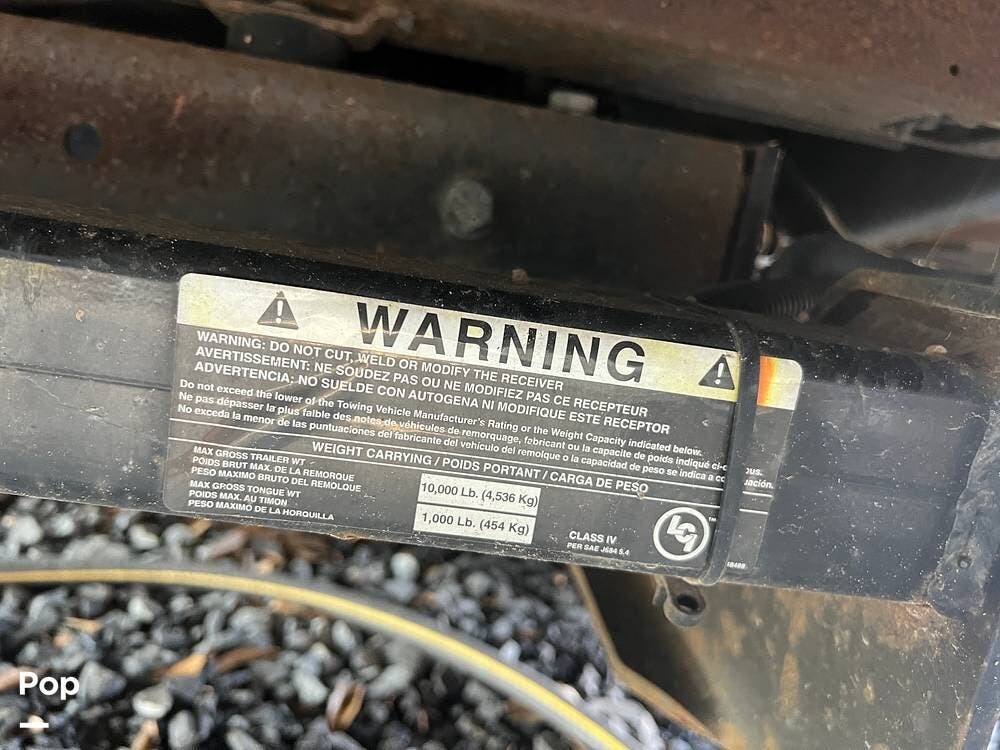 WARNING
WARNING: DO NOT CUT, WELD OR MODIFY THE RECEIVER
AVERTISSEMENT: NE SOUDEZ PAS OU NE MODIFIEZ PAS CE RECEPTEUR
ADVERTENCIA: NO SUELDE CON AUTOGENA NI MODIFIQUE ESTE RECEPTOR
Do not exceed the lower of the Towing Vehicle Manufacturer's Rating or the Weight Capacity indicated below.
Ne pas dépasser la plus faible des notes de véhicules de remorquage, fabricant ou la capacite de poids indiqué ci-
No exceda la menor de las puntuaciones del fabricante del vehículo del remolque o la capacidad de peso se indica a
WEIGHT CARRYING / POIDS PORTANT / CARGA DE PESO
MAX GROSS TRAILER WT
POIDS BRUT MAX. DE LA REMORQUE
PESO MAXIMO BRUTO DEL REMOLQUE
10,000 Lb. (4,536 Kg)
MAX GROSS TONGUE WT
POIDS MAX. AU TIMON
PESO MAXIMO DE LA HORQUILLA
1,000 Lb. (454 Kg)
CLASS IV
PER SAE J684 5.4
LCI
Pop